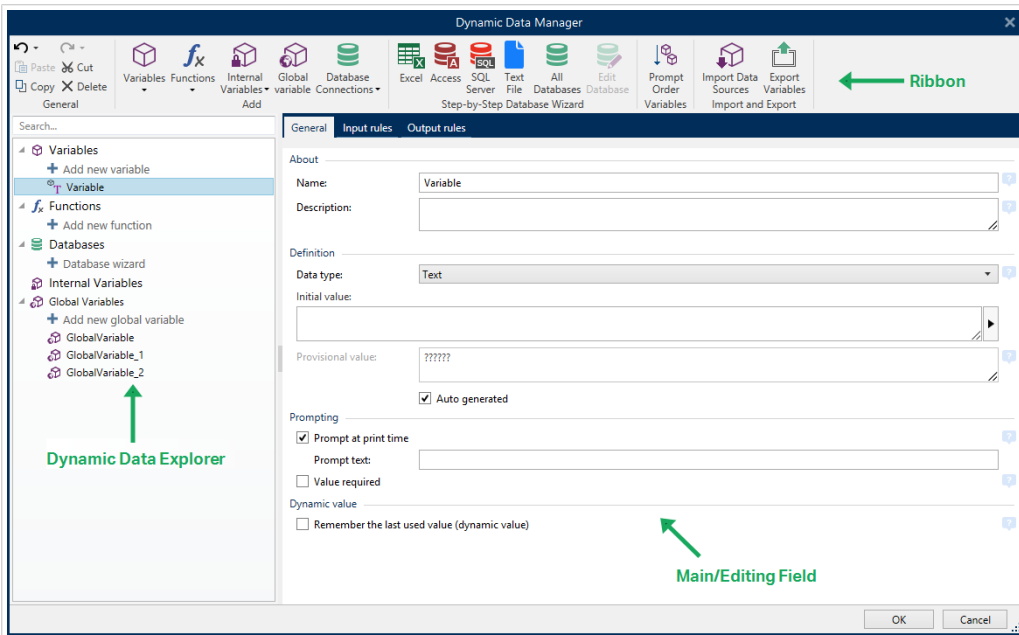 Dynamic Data Manager
Paste Cut
Copy Delete
General
Variables Functions Internal Variables Global variable Database Connections
Add
Excel Access SQL Server Text File All Databases Edit Database
Step-by-Step Database Wizard
Prompt Order
Variables
Import Data Sources Export Variables
Import and Export
Ribbon
Search...
Variables
Add new variable
Variable
Functions
Add new function
Databases
Database wizard
Internal Variables
Global Variables
Add new global variable
GlobalVariable
GlobalVariable_1
GlobalVariable_2
Dynamic Data Explorer
General Input rules Output rules
About
Name: Variable
Description:
Definition
Data type: Text
Initial value:
Provisional value: ??????
Auto generated
Prompting
Prompt at print time
Prompt text:
Value required
Dynamic value
Remember the last used value (dynamic value)
Main/Editing Field
OK Cancel